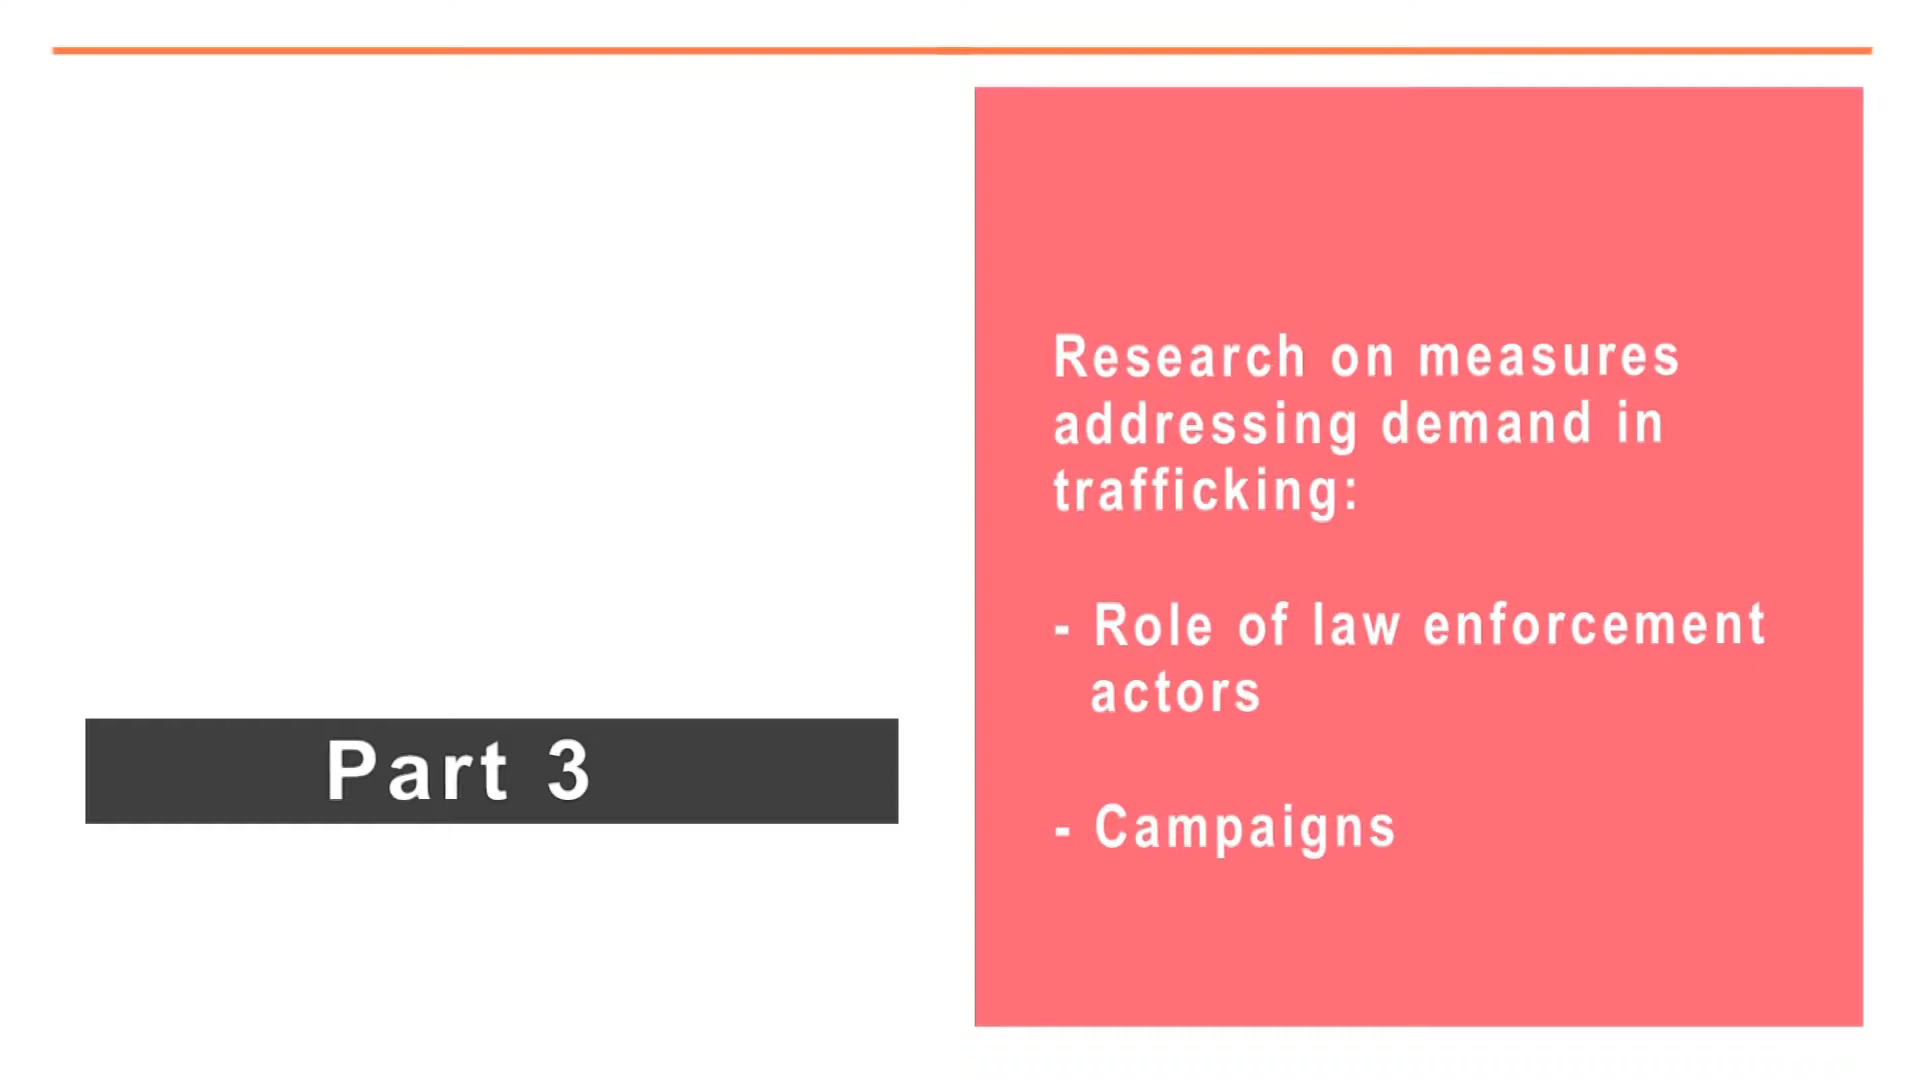 Part 3
Research on measures
addressing demand in
trafficking:
- Role of law enforcement
actors
- Campaigns